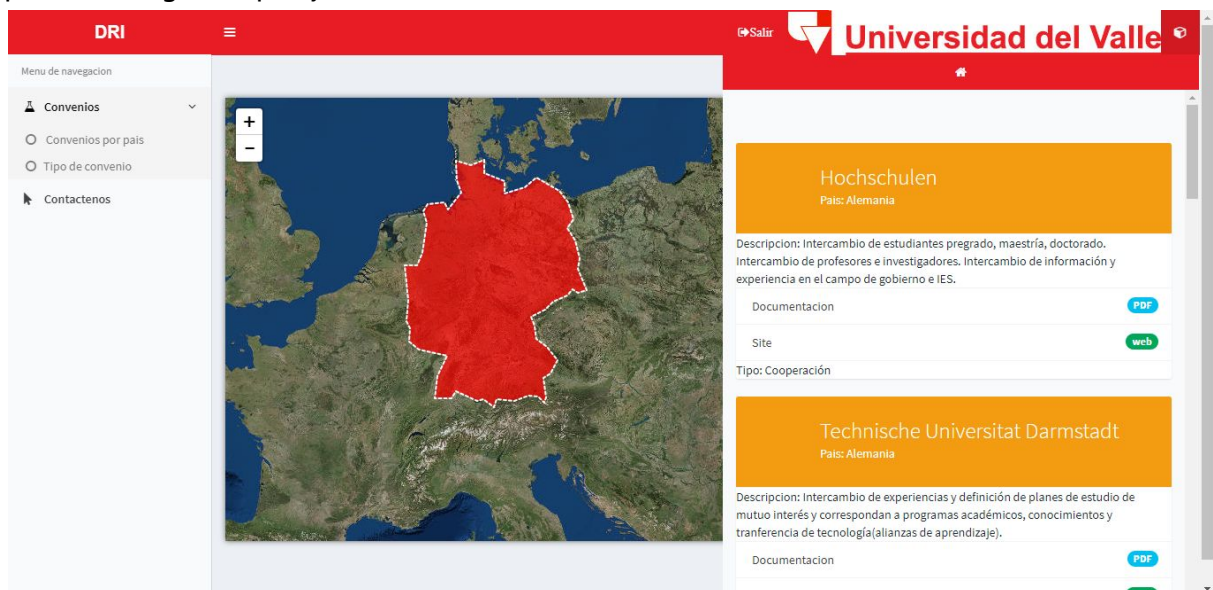 DRI
Salir
Universidad del Valle
Menu de navegacion
Convenios
Convenios por pais
Tipo de convenio
Contactenos
+
−
Hochschulen
Pais: Alemania
Descripcion: Intercambio de estudiantes pregrado, maestría, doctorado.
Intercambio de profesores e investigadores. Intercambio de información y
experiencia en el campo de gobierno e IES.
Documentacion PDF
Site web
Tipo: Cooperación
Technische Universitat Darmstadt
Pais: Alemania
Descripcion: Intercambio de experiencias y definición de planes de estudio de
mutuo interés y correspondan a programas académicos, conocimientos y
tranferencia de tecnología(alianzas de aprendizaje).
Documentacion PDF